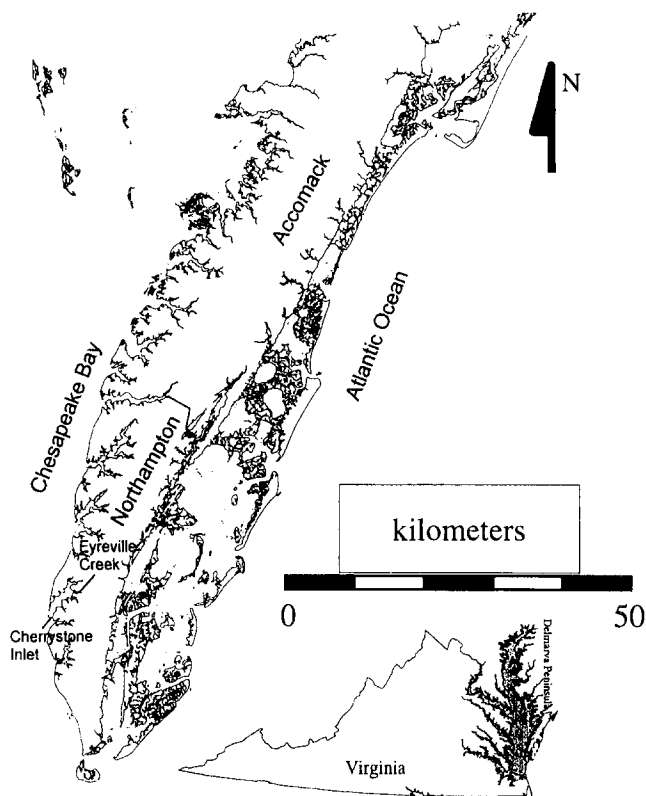 N
Accomack
Atlantic Ocean
Chesapeake Bay
Northampton
Eyreville
Creek
kilometers
0 50
Cherrystone
Inlet
Delmarva Peninsula
Virginia